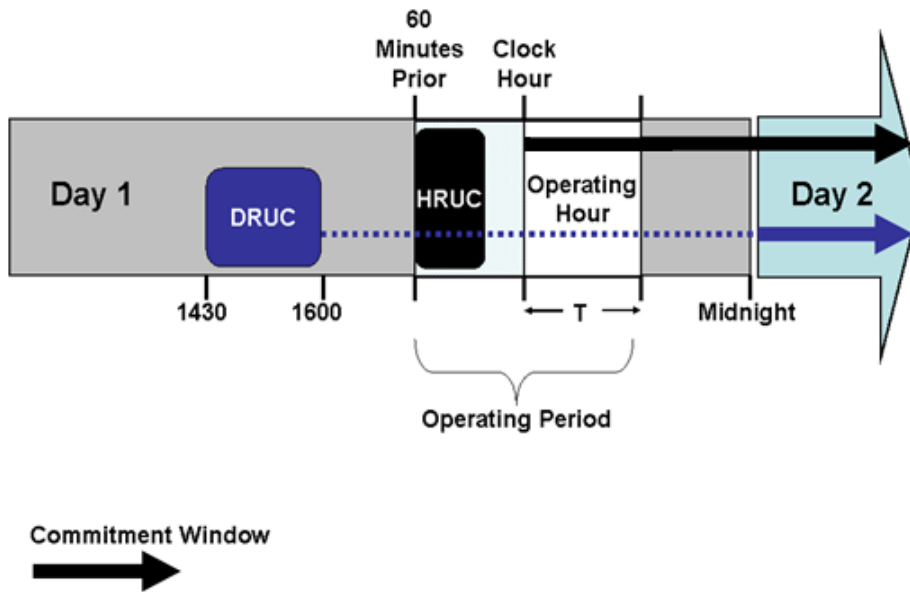 60
Minutes
Prior
Clock
Hour
Day 1
DRUC
HRUC
Operating
Hour
Day 2
1430
1600
T
Midnight
Operating Period
Commitment Window